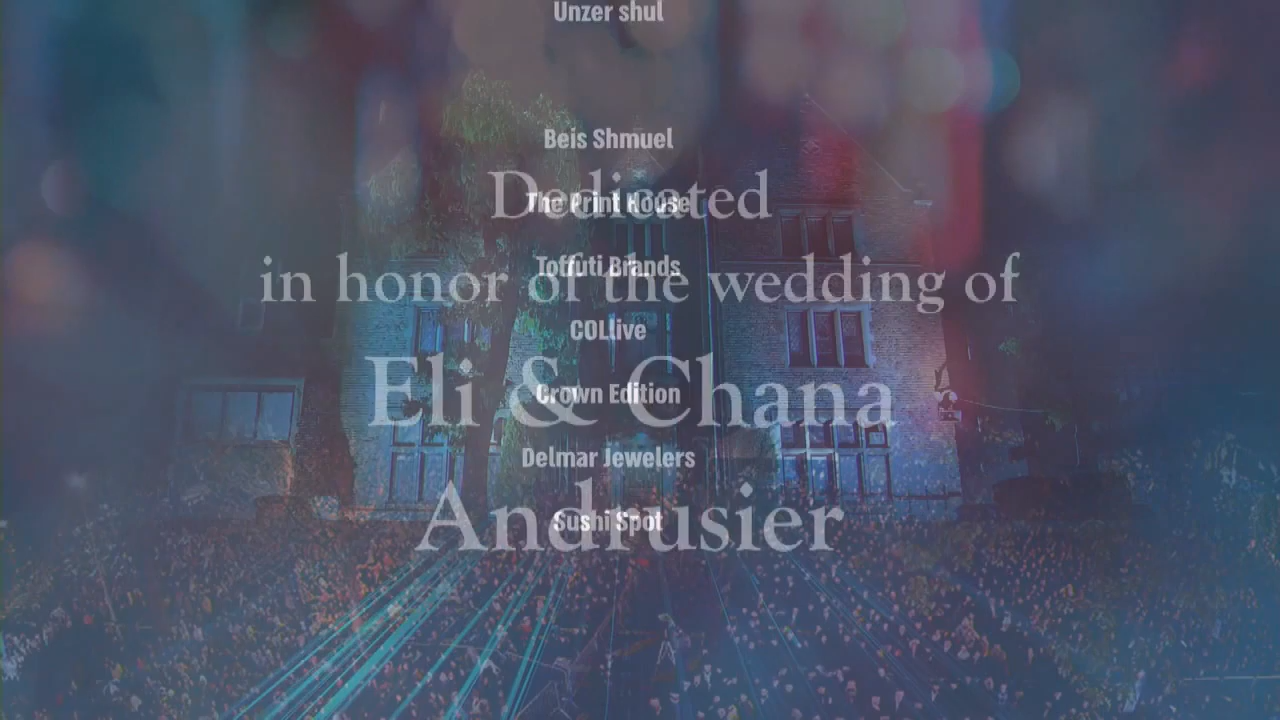 Unzer shul
Beis Shmuel
Dedicated
The Print House
Toffuti Brands
in honor of the wedding of
COLlive
Eli & Chana
Crown Edition
Delmar Jewelers
Andrusier
Sushi Spot